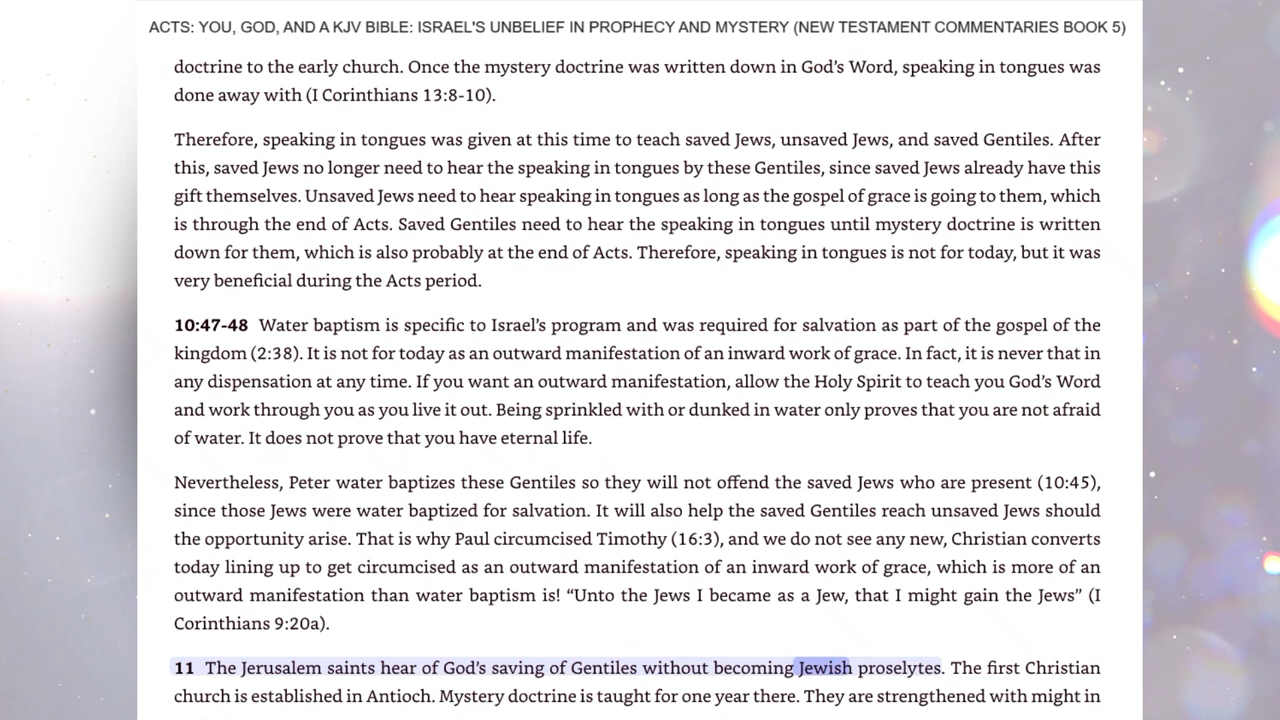 ACTS: YOU, GOD, AND A KJV BIBLE: ISRAEL'S UNBELIEF IN PROPHECY AND MYSTERY (NEW TESTAMENT COMMENTARIES BOOK 5)
doctrine to the early church. Once the mystery doctrine was written down in God’s Word, speaking in tongues was
done away with (I Corinthians 13:8-10).
Therefore, speaking in tongues was given at this time to teach saved Jews, unsaved Jews, and saved Gentiles. After
this, saved Jews no longer need to hear the speaking in tongues by these Gentiles, since saved Jews already have this
gift themselves. Unsaved Jews need to hear speaking in tongues as long as the gospel of grace is going to them, which
is through the end of Acts. Saved Gentiles need to hear the speaking in tongues until mystery doctrine is written
down for them, which is also probably at the end of Acts. Therefore, speaking in tongues is not for today, but it was
very beneficial during the Acts period.
10:47-48 Water baptism is specific to Israel’s program and was required for salvation as part of the gospel of the
kingdom (2:38). It is not for today as an outward manifestation of an inward work of grace. In fact, it is never that in
any dispensation at any time. If you want an outward manifestation, allow the Holy Spirit to teach you God’s Word
and work through you as you live it out. Being sprinkled with or dunked in water only proves that you are not afraid
of water. It does not prove that you have eternal life.
Nevertheless, Peter water baptizes these Gentiles so they will not offend the saved Jews who are present (10:45),
since those Jews were water baptized for salvation. It will also help the saved Gentiles reach unsaved Jews should
the opportunity arise. That is why Paul circumcised Timothy (16:3), and we do not see any new, Christian converts
today lining up to get circumcised as an outward manifestation of an inward work of grace, which is more of an
outward manifestation than water baptism is! “Unto the Jews I became as a Jew, that I might gain the Jews” (I
Corinthians 9:20a).
11 The Jerusalem saints hear of God’s saving of Gentiles without becoming Jewish proselytes. The first Christian
church is established in Antioch. Mystery doctrine is taught for one year there. They are strengthened with might in